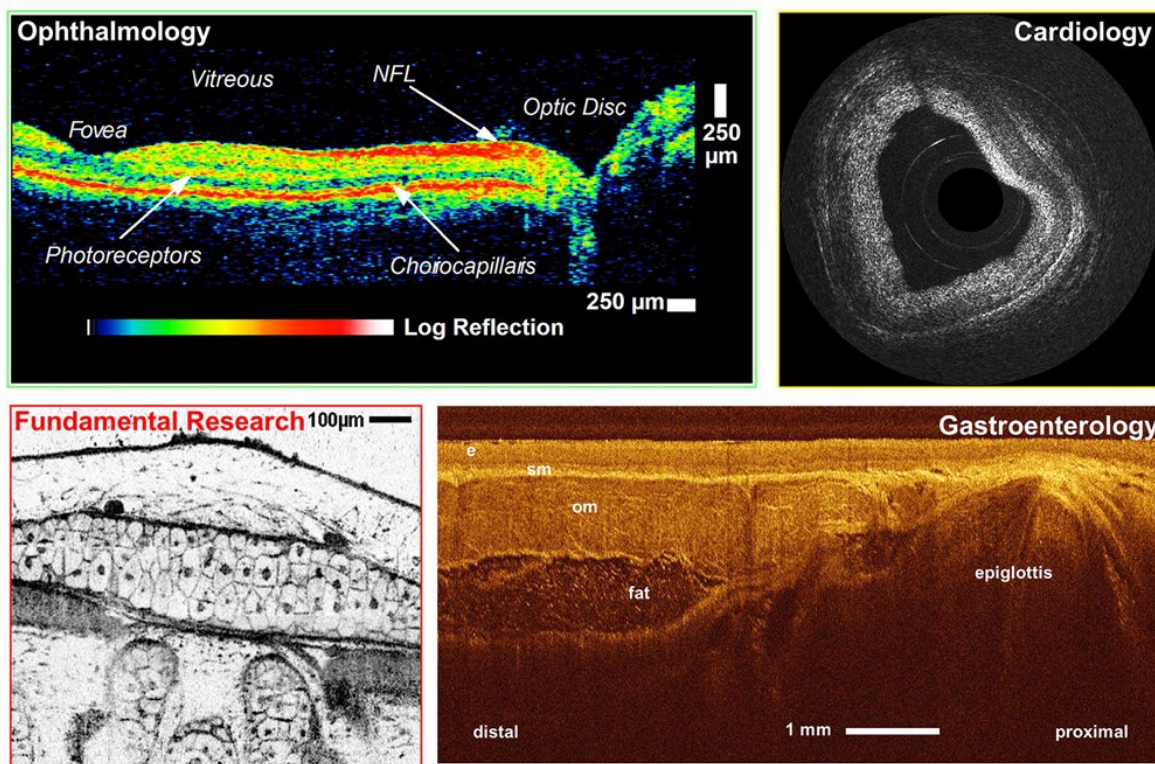 Ophthalmology
Vitreous
NFL
Optic Disc
Fovea
250
µm
Photoreceptors
Choriocapillaris
250 µm
Log Reflection
Cardiology
Fundamental Research
100µm
Gastroenterology
e
sm
om
fat
epiglottis
distal
1 mm
proximal